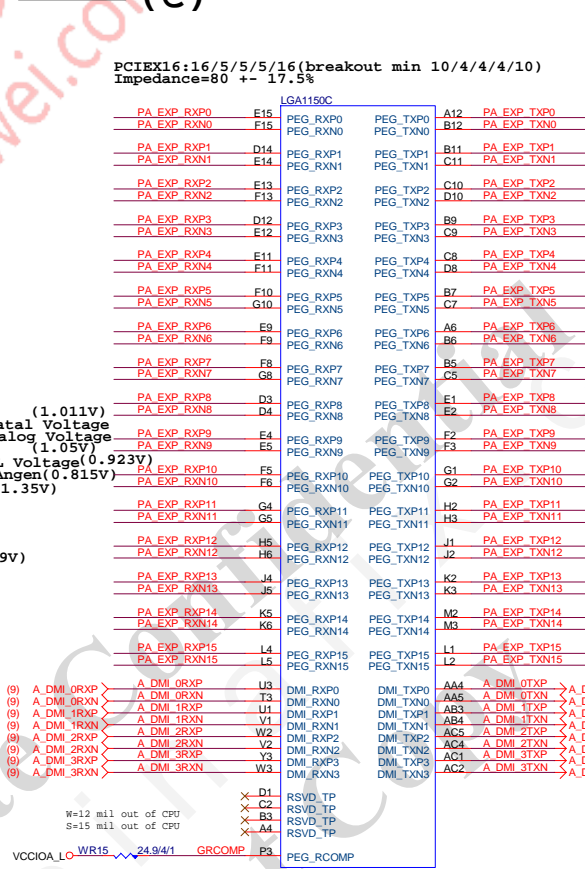 (C)
PCIEX16:16/5/5/5/16(breakout min 10/4/4/4/10)
Impedance=80 +- 17.5%
LGA1150C
PA_EXP_RXP0 E15 PEG_RXP0 PEG_TXP0 A12 PA_EXP_TXP0
PA_EXP_RXN0 F15 PEG_RXN0 PEG_TXN0 B12 PA_EXP_TXN0
PA_EXP_RXP1 D14 PEG_RXP1 PEG_TXP1 B11 PA_EXP_TXP1
PA_EXP_RXN1 E14 PEG_RXN1 PEG_TXN1 C11 PA_EXP_TXN1
PA_EXP_RXP2 E13 PEG_RXP2 PEG_TXP2 C10 PA_EXP_TXP2
PA_EXP_RXN2 F13 PEG_RXN2 PEG_TXN2 D10 PA_EXP_TXN2
PA_EXP_RXP3 D12 PEG_RXP3 PEG_TXP3 B9 PA_EXP_TXP3
PA_EXP_RXN3 E12 PEG_RXN3 PEG_TXN3 C9 PA_EXP_TXN3
PA_EXP_RXP4 E11 PEG_RXP4 PEG_TXP4 C8 PA_EXP_TXP4
PA_EXP_RXN4 F11 PEG_RXN4 PEG_TXN4 D8 PA_EXP_TXN4
PA_EXP_RXP5 F10 PEG_RXP5 PEG_TXP5 B7 PA_EXP_TXP5
PA_EXP_RXN5 G10 PEG_RXN5 PEG_TXN5 C7 PA_EXP_TXN5
PA_EXP_RXP6 E9 PEG_RXP6 PEG_TXP6 A6 PA_EXP_TXP6
PA_EXP_RXN6 F9 PEG_RXN6 PEG_TXN6 B6 PA_EXP_TXN6
PA_EXP_RXP7 F8 PEG_RXP7 PEG_TXP7 B5 PA_EXP_TXP7
PA_EXP_RXN7 G8 PEG_RXN7 PEG_TXN7 C5 PA_EXP_TXN7
PA_EXP_RXP8 D3 PEG_RXP8 PEG_TXP8 E1 PA_EXP_TXP8
PA_EXP_RXN8 D4 PEG_RXN8 PEG_TXN8 E2 PA_EXP_TXN8
(1.011V)
atal Voltage
alog Voltage
(1.05V)
L Voltage(0.923V)
Angen(0.815V)
1.35V)
PA_EXP_RXP9 E4 PEG_RXP9 PEG_TXP9 F2 PA_EXP_TXP9
PA_EXP_RXN9 E5 PEG_RXN9 PEG_TXN9 F3 PA_EXP_TXN9
PA_EXP_RXP10 F5 PEG_RXP10 PEG_TXP10 G1 PA_EXP_TXP10
PA_EXP_RXN10 F6 PEG_RXN10 PEG_TXN10 G2 PA_EXP_TXN10
PA_EXP_RXP11 G4 PEG_RXP11 PEG_TXP11 H2 PA_EXP_TXP11
PA_EXP_RXN11 G5 PEG_RXN11 PEG_TXN11 H3 PA_EXP_TXN11
9V)
PA_EXP_RXP12 H5 PEG_RXP12 PEG_TXP12 J1 PA_EXP_TXP12
PA_EXP_RXN12 H6 PEG_RXN12 PEG_TXN12 J2 PA_EXP_TXN12
PA_EXP_RXP13 J4 PEG_RXP13 PEG_TXP13 K2 PA_EXP_TXP13
PA_EXP_RXN13 J5 PEG_RXN13 PEG_TXN13 K3 PA_EXP_TXN13
PA_EXP_RXP14 K5 PEG_RXP14 PEG_TXP14 M2 PA_EXP_TXP14
PA_EXP_RXN14 K6 PEG_RXN14 PEG_TXN14 M3 PA_EXP_TXN14
PA_EXP_RXP15 L4 PEG_RXP15 PEG_TXP15 L1 PA_EXP_TXP15
PA_EXP_RXN15 L5 PEG_RXN15 PEG_TXN15 L2 PA_EXP_TXN15
(9) A_DMI_0RXP A_DMI_0RXP U3 DMI_RXP0 DMI_TXP0 AA4 A_DMI_0TXP A_D
(9) A_DMI_0RXN A_DMI_0RXN T3 DMI_RXN0 DMI_TXN0 AA5 A_DMI_0TXN A_D
(9) A_DMI_1RXP A_DMI_1RXP U1 DMI_RXP1 DMI_TXP1 AB3 A_DMI_1TXP A_D
(9) A_DMI_1RXN A_DMI_1RXN V1 DMI_RXN1 DMI_TXN1 AB4 A_DMI_1TXN A_D
(9) A_DMI_2RXP A_DMI_2RXP W2 DMI_RXP2 DMI_TXP2 AC5 A_DMI_2TXP A_D
(9) A_DMI_2RXN A_DMI_2RXN V2 DMI_RXN2 DMI_TXN2 AC4 A_DMI_2TXN A_D
(9) A_DMI_3RXP A_DMI_3RXP Y3 DMI_RXP3 DMI_TXP3 AC1 A_DMI_3TXP A_D
(9) A_DMI_3RXN A_DMI_3RXN W3 DMI_RXN3 DMI_TXN3 AC2 A_DMI_3TXN A_D
D1 RSVD_TP
C2 RSVD_TP
B3 RSVD_TP
A4 RSVD_TP
W=12 mil out of CPU
S=15 mil out of CPU
VCCIOA_L WR15 24.9/4/1 GRCOMP P3 PEG_RCOMP
Confidential
Copy